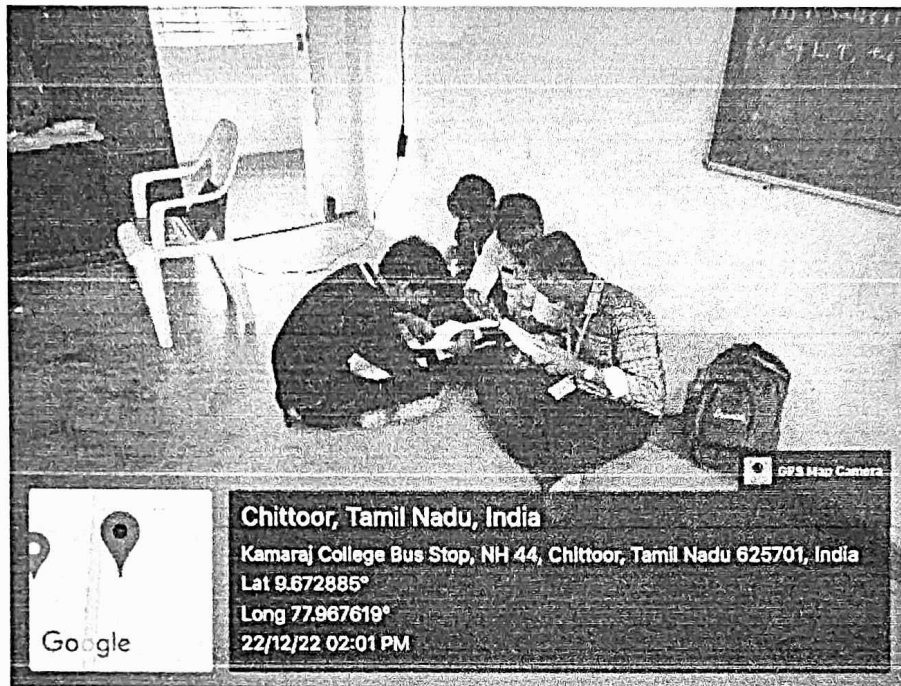 GPS Map Camera
Chittoor, Tamil Nadu, India
Kamaraj College Bus Stop, NH 44, Chittoor, Tamil Nadu 625701, India
Lat 9.672885°
Long 77.967619°
22/12/22 02:01 PM
Google